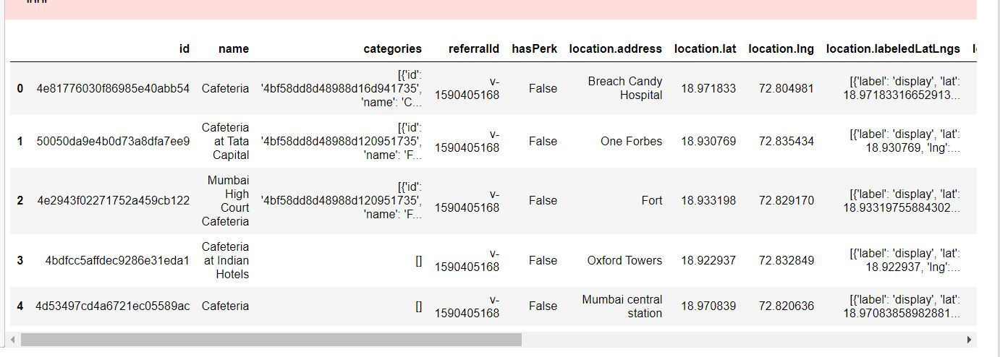 id name categories referralId hasPerk location.address location.lat location.lng location.labeledLatLngs
[{'id':
0 4e81776030f86985e40abb54 Cafeteria '4bf58dd8d48988d16d941735', v-1590405168 False Breach Candy Hospital 18.971833 72.804981 [{'label': 'display', 'lat': 18.97183316652913...
'name': 'C...
[{'id':
1 50050da9e4b0d73a8dfa7ee9 Cafeteria at Tata Capital '4bf58dd8d48988d120951735', v-1590405168 False One Forbes 18.930769 72.835434 [{'label': 'display', 'lat': 18.930769, 'lng':...
'name': 'F...
[{'id':
2 4e2943f02271752a459cb122 Mumbai High Court Cafeteria '4bf58dd8d48988d120951735', v-1590405168 False Fort 18.933198 72.829170 [{'label': 'display', 'lat': 18.93319755884302...
'name': 'F...
3 4bdfcc5affdec9286e31eda1 Cafeteria at Indian Hotels [] v-1590405168 False Oxford Towers 18.922937 72.832849 [{'label': 'display', 'lat': 18.922937, 'lng':...
4 4d53497cd4a6721ec05589ac Cafeteria [] v-1590405168 False Mumbai central station 18.970839 72.820636 [{'label': 'display', 'lat': 18.97083858982881...